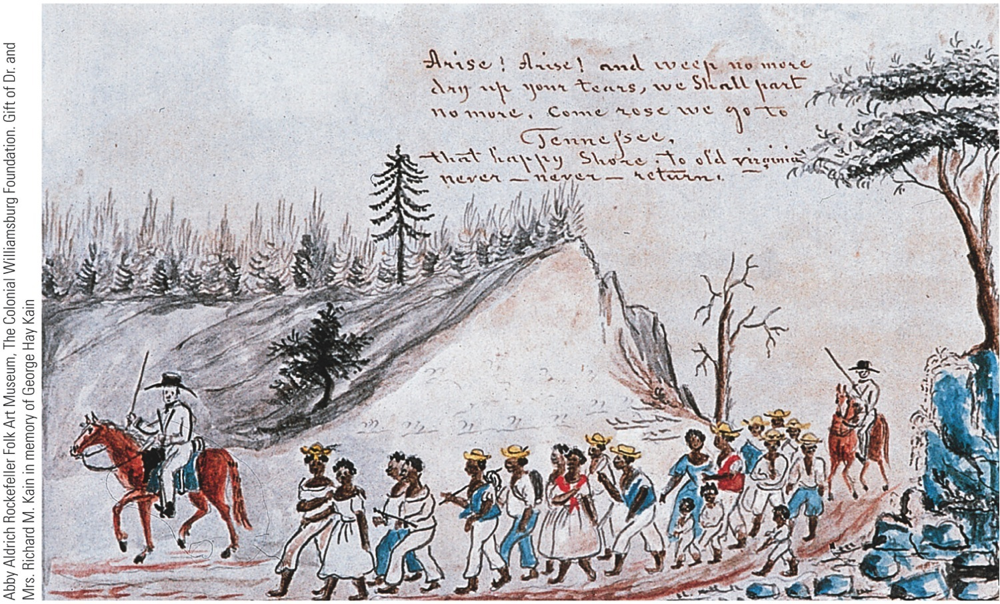 Abby Aldrich Rockefeller Folk Art Museum, The Colonial Williamsburg Foundation. Gift of Dr. and
Mrs. Richard M. Kain in memory of George Hay Kain
Arise! Arise! and weep no more
dry up your tears, we Shall part
no more. Come rose we go to
Tenneſsee,
that happy Shore. to old virginia
never – never – return.